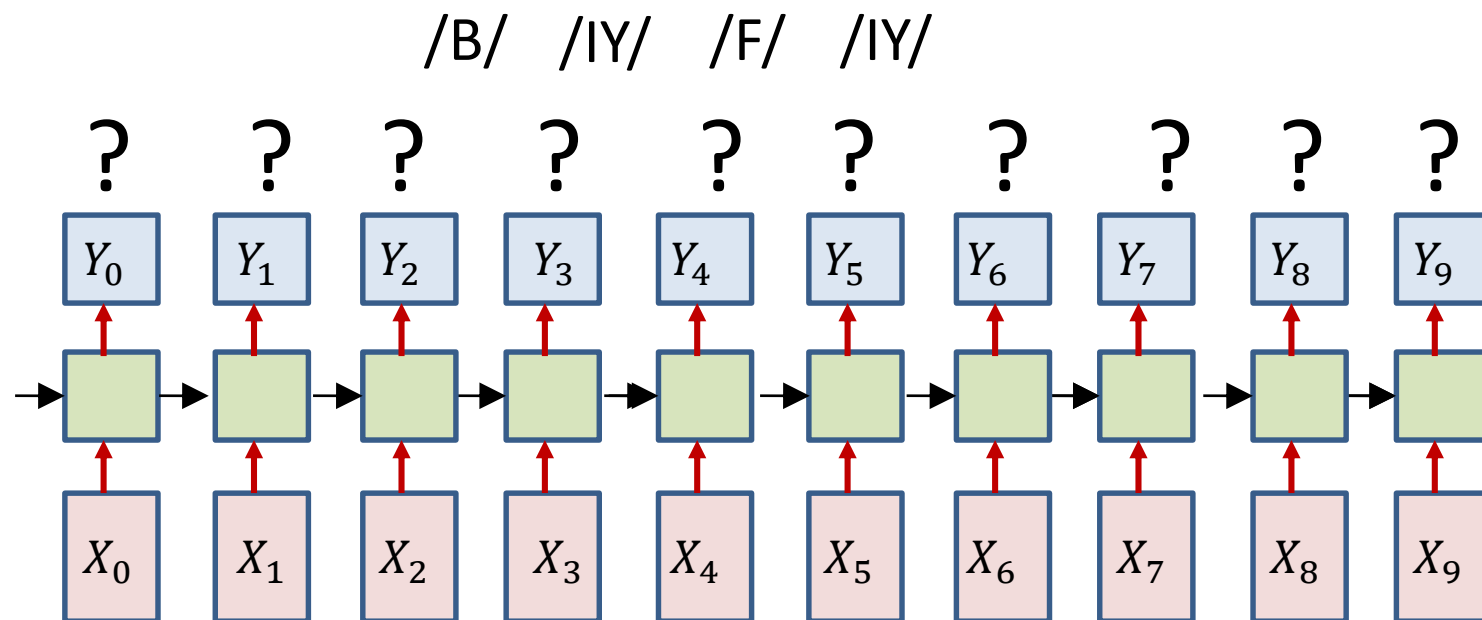 /B/ /IY/ /F/ /IY/
? ? ? ? ? ? ? ? ? ?
Y₀ Y₁ Y₂ Y₃ Y₄ Y₅ Y₆ Y₇ Y₈ Y₉
X₀ X₁ X₂ X₃ X₄ X₅ X₆ X₇ X₈ X₉